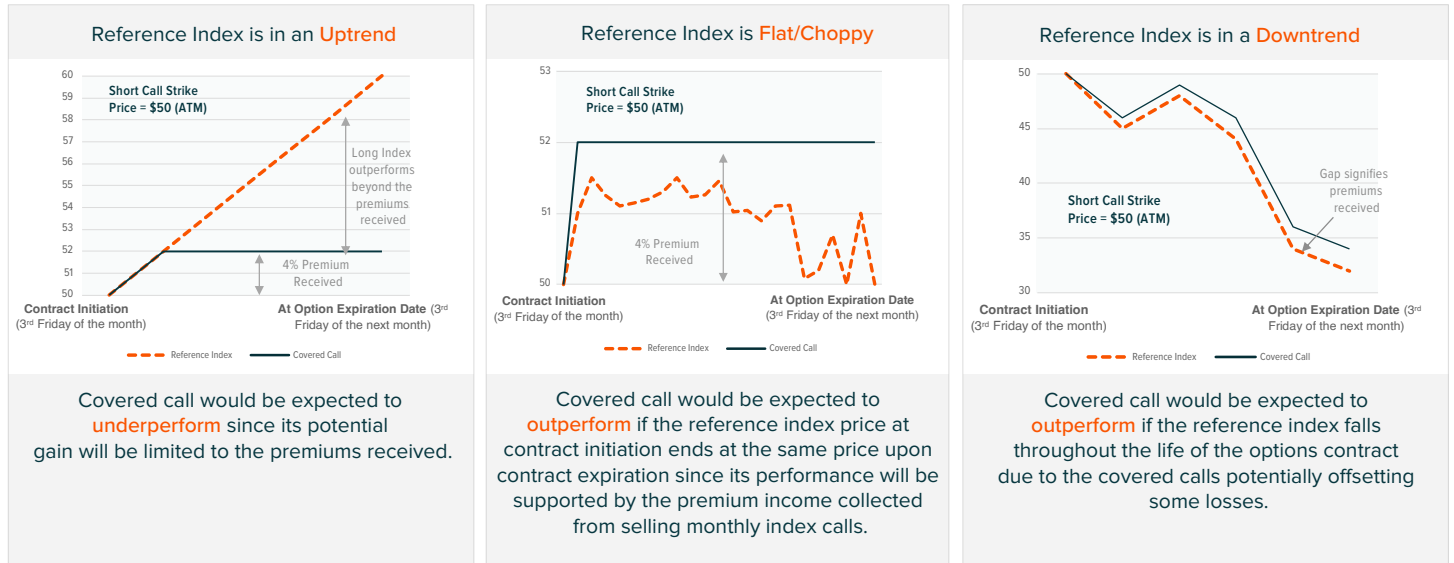 Reference Index is in an Uptrend
60
59
58
57
56
55
54
53
52
51
50
Short Call Strike
Price = $50 (ATM)
Long Index
outperforms
beyond the
premiums
received
4% Premium
Received
Contract Initiation
(3rd Friday of the month)
At Option Expiration Date (3rd
Friday of the next month)
Reference Index
Covered Call
Covered call would be expected to
underperform since its potential
gain will be limited to the premiums received.
Reference Index is Flat/Choppy
53
52
51
50
Short Call Strike
Price = $50 (ATM)
4% Premium
Received
Contract Initiation
(3rd Friday of the month)
At Option Expiration Date
(3rd Friday of the next month)
Reference Index
Covered Call
Covered call would be expected to
outperform if the reference index price at
contract initiation ends at the same price upon
contract expiration since its performance will be
supported by the premium income collected
from selling monthly index calls.
Reference Index is in a Downtrend
50
45
40
35
30
Short Call Strike
Price = $50 (ATM)
Gap signifies
premiums
received
Contract Initiation
(3rd Friday of the month)
At Option Expiration Date (3rd
Friday of the next month)
Reference Index
Covered Call
Covered call would be expected to
outperform if the reference index falls
throughout the life of the options contract
due to the covered calls potentially offsetting
some losses.